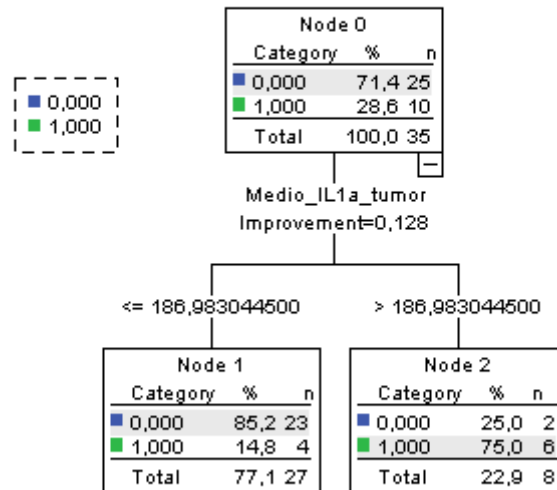 Node 0
Category % n
0,000 71,4 25
1,000 28,6 10
Total 100,0 35
0,000
1,000
Medio_IL1a_tumor
Improvement=0,128
<= 186,983044500
> 186,983044500
Node 1
Category % n
0,000 85,2 23
1,000 14,8 4
Total 77,1 27
Node 2
Category % n
0,000 25,0 2
1,000 75,0 6
Total 22,9 8